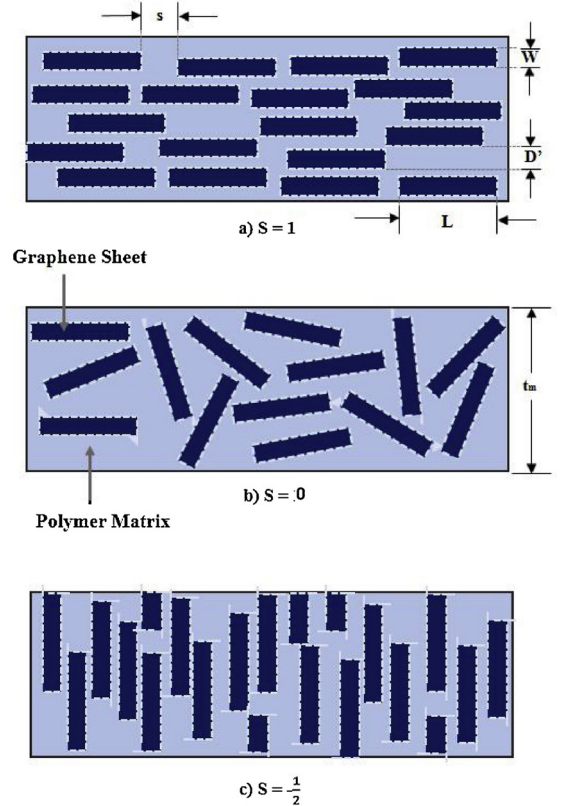 s
W
D'
L
a) S = 1
Graphene Sheet
tm
b) S = :0
Polymer Matrix
c) S = -1/2